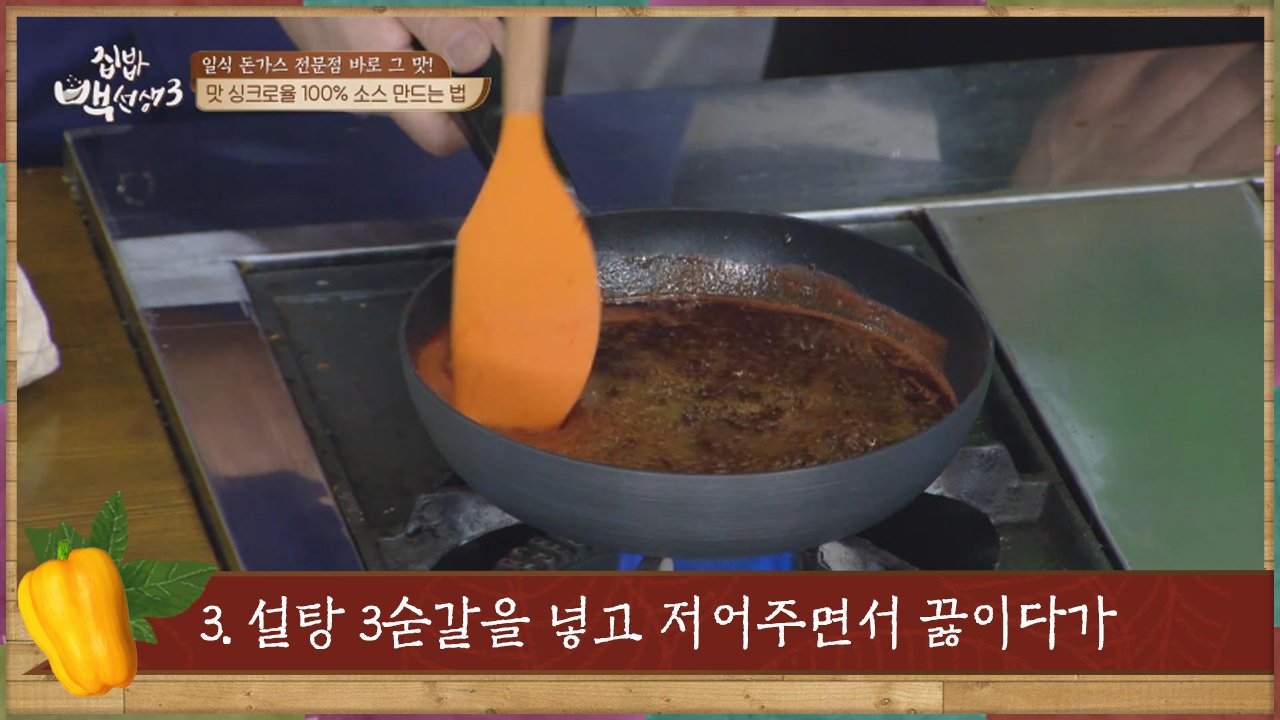 집밥
백선생3
일식 돈가스 전문점 바로 그 맛!
맛 싱크로율 100% 소스 만드는 법
3. 설탕 3숟갈을 넣고 저어주면서 끓이다가